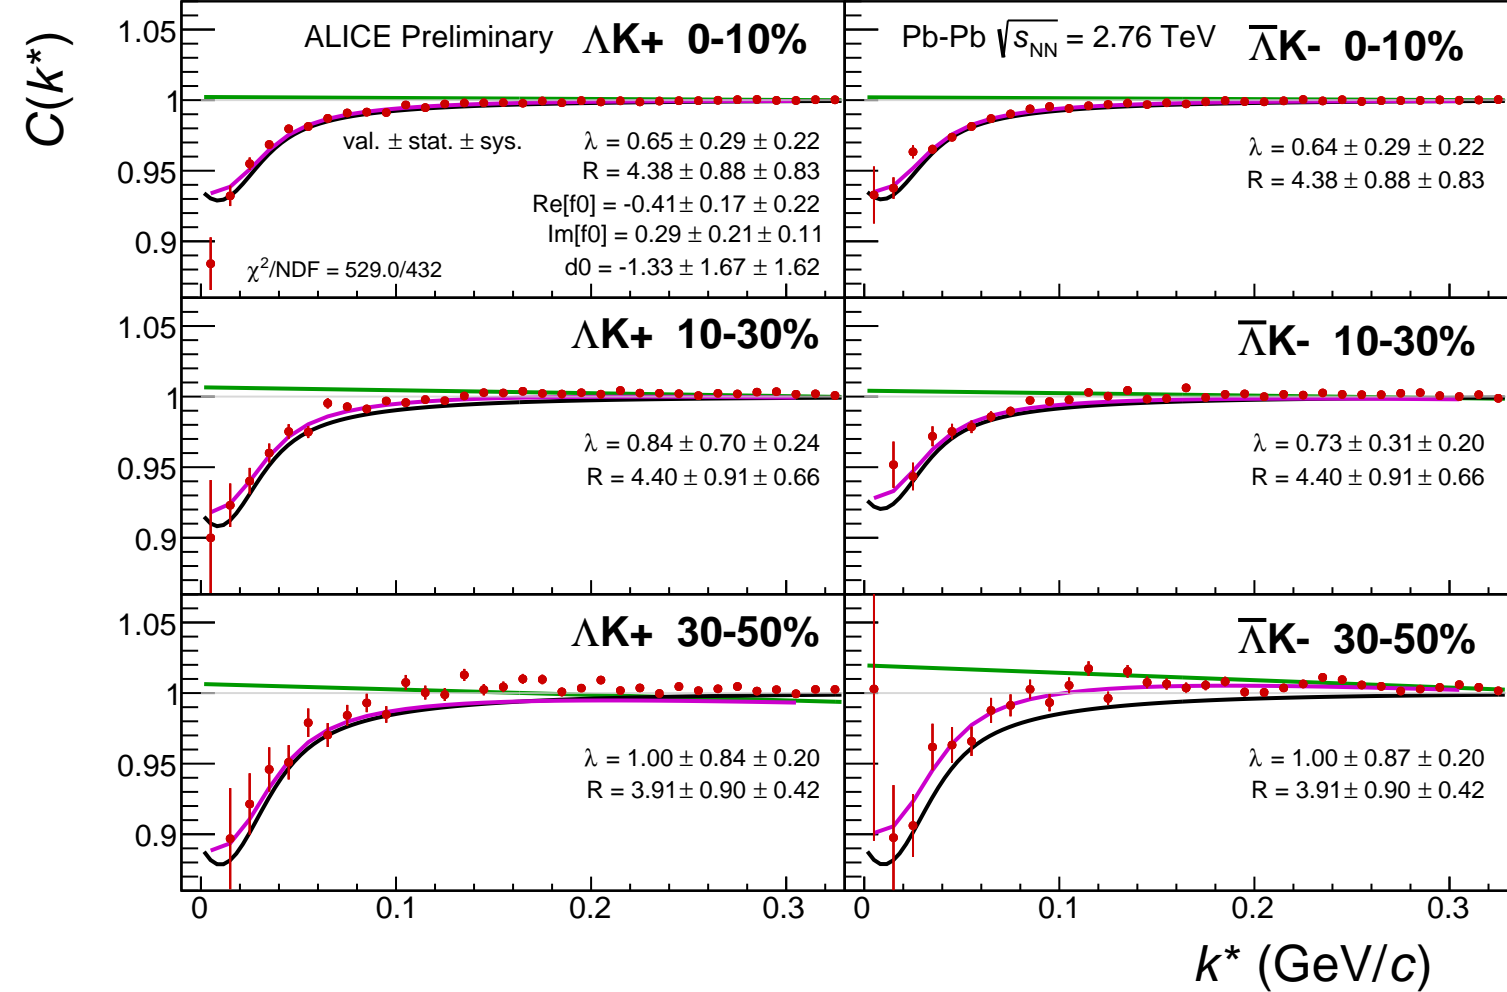 C(k*)
ALICE Preliminary ΛK+ 0-10%
val. ± stat. ± sys.
λ = 0.65 ± 0.29 ± 0.22
R = 4.38 ± 0.88 ± 0.83
Re[f0] = -0.41 ± 0.17 ± 0.22
Im[f0] = 0.29 ± 0.21 ± 0.11
d0 = -1.33 ± 1.67 ± 1.62
χ²/NDF = 529.0/432
1.05
1
0.95
0.9
Pb-Pb √s_NN = 2.76 TeV Λ̅K- 0-10%
λ = 0.64 ± 0.29 ± 0.22
R = 4.38 ± 0.88 ± 0.83
ΛK+ 10-30%
λ = 0.84 ± 0.70 ± 0.24
R = 4.40 ± 0.91 ± 0.66
1.05
1
0.95
0.9
Λ̅K- 10-30%
λ = 0.73 ± 0.31 ± 0.20
R = 4.40 ± 0.91 ± 0.66
ΛK+ 30-50%
λ = 1.00 ± 0.84 ± 0.20
R = 3.91 ± 0.90 ± 0.42
1.05
1
0.95
0.9
Λ̅K- 30-50%
λ = 1.00 ± 0.87 ± 0.20
R = 3.91 ± 0.90 ± 0.42
0 0.1 0.2 0.3
0 0.1 0.2 0.3
k* (GeV/c)